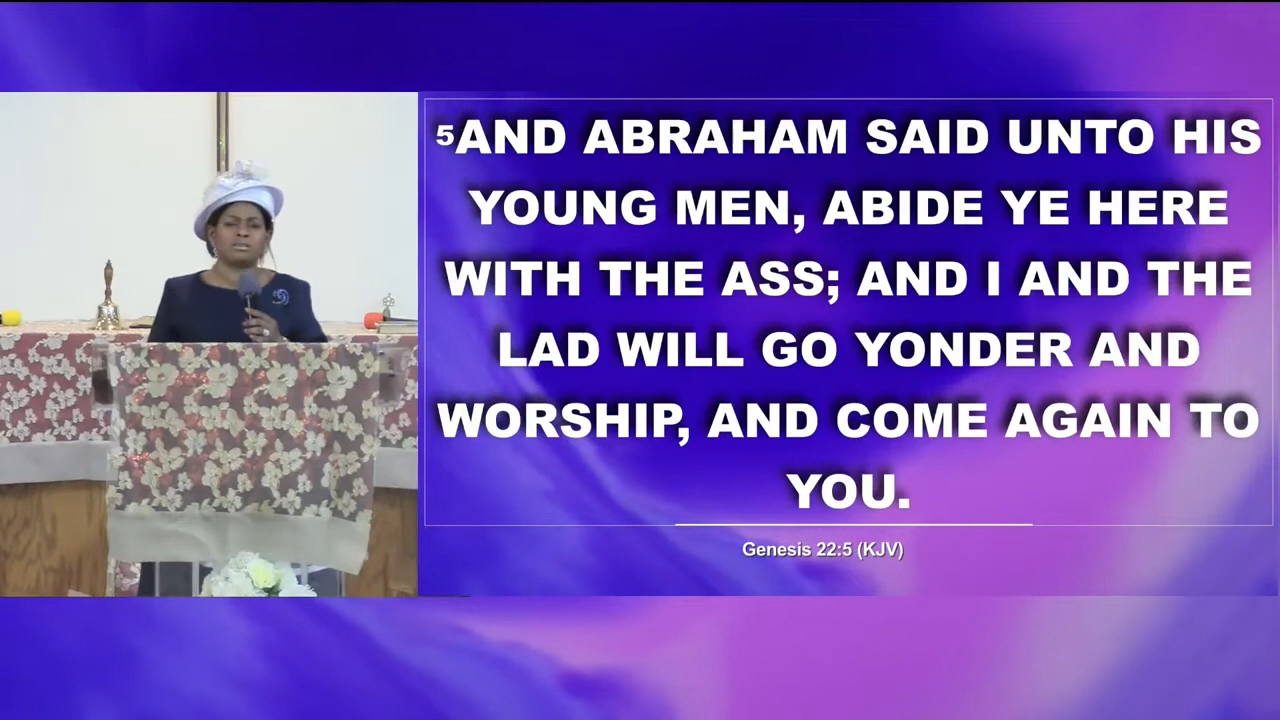 ⁵AND ABRAHAM SAID UNTO HIS
YOUNG MEN, ABIDE YE HERE
WITH THE ASS; AND I AND THE
LAD WILL GO YONDER AND
WORSHIP, AND COME AGAIN TO
YOU.
Genesis 22:5 (KJV)